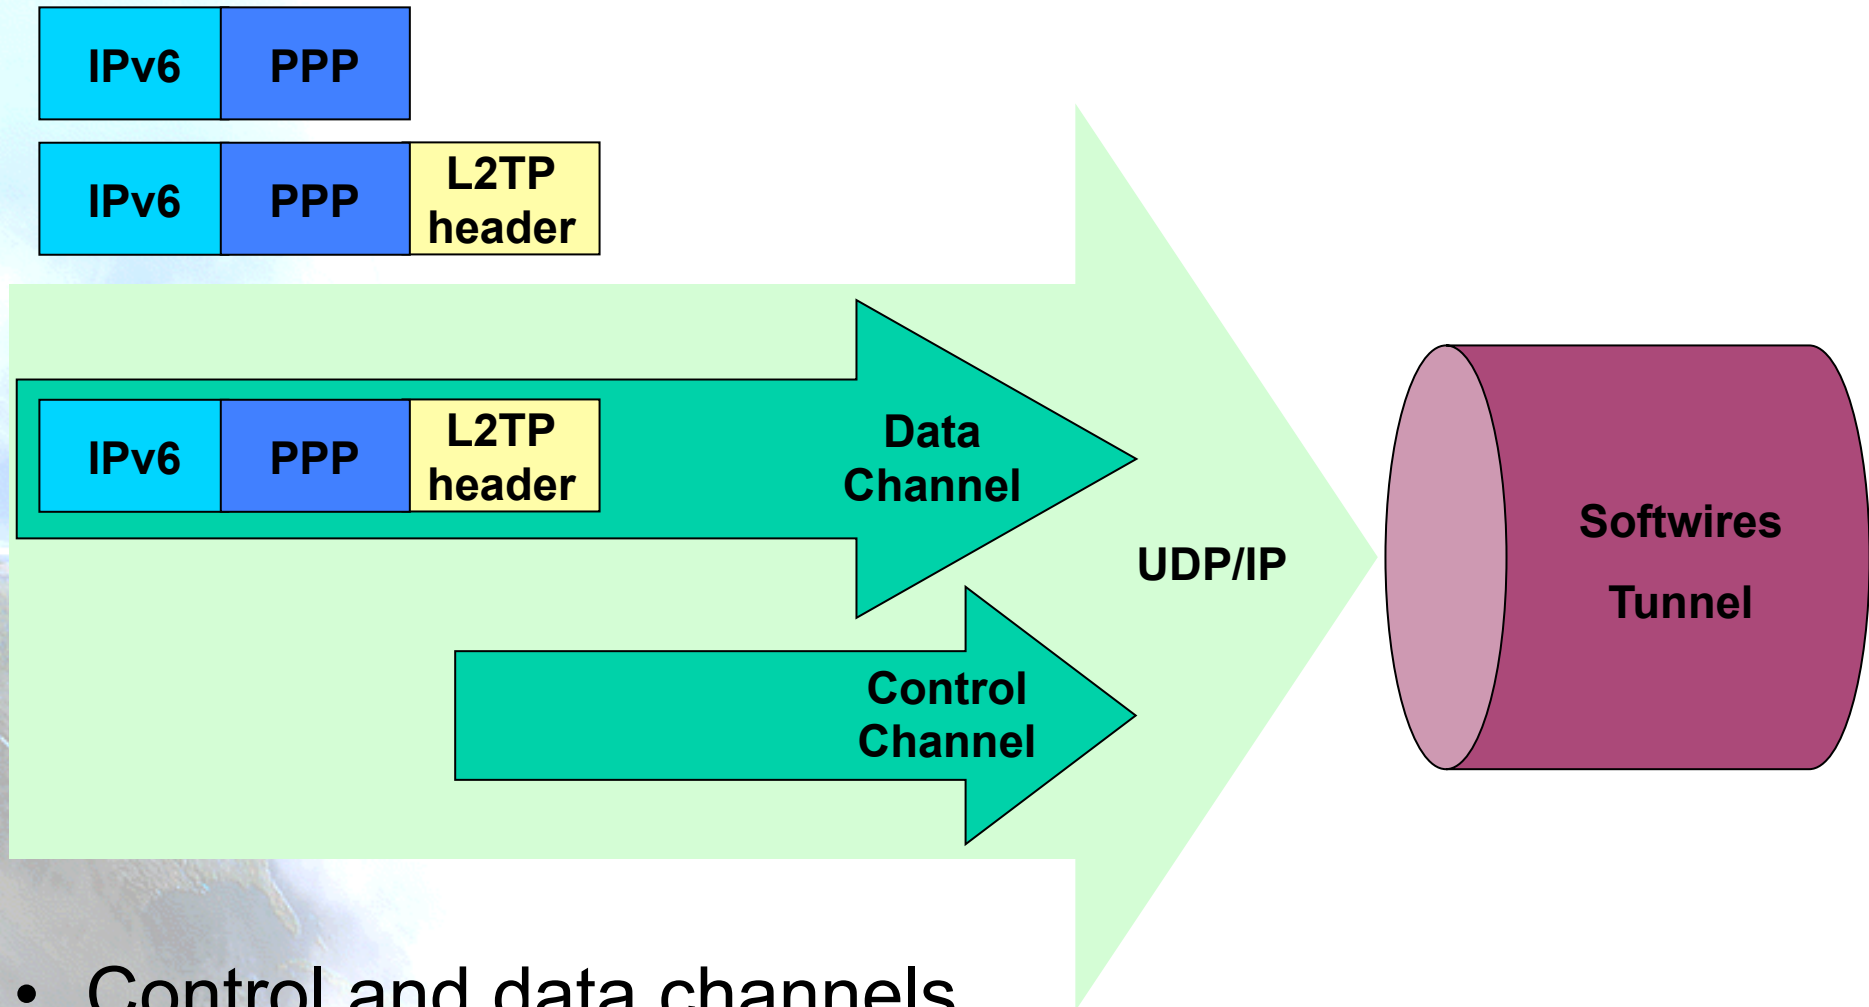 IPv6 PPP
IPv6 PPP L2TP
header
IPv6 PPP L2TP
header
Data
Channel
UDP/IP
Control
Channel
Softwires
Tunnel
• Control and data channels